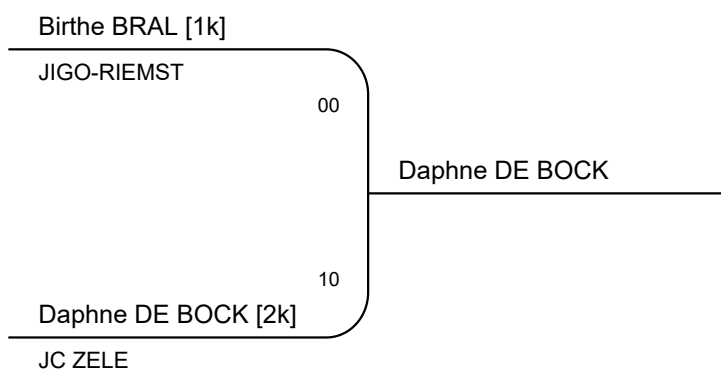 Birthe BRAL [1k]
JIGO-RIEMST
00
Daphne DE BOCK
10
Daphne DE BOCK [2k]
JC ZELE